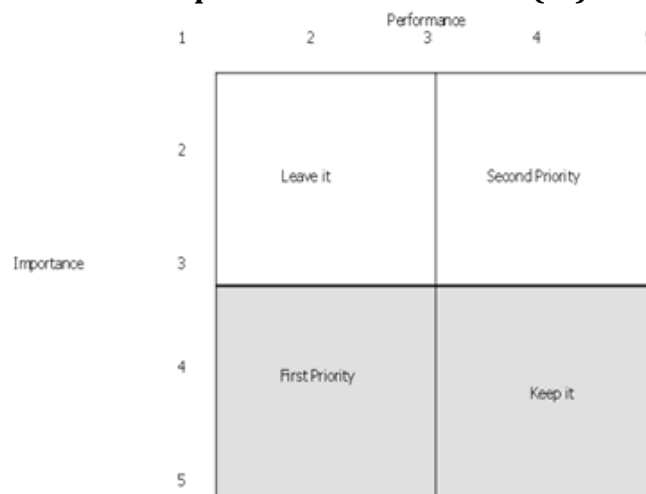 Performance
1 2 3 4
2
Leave it Second Priority
Importance 3
4
First Priority
Keep it
5